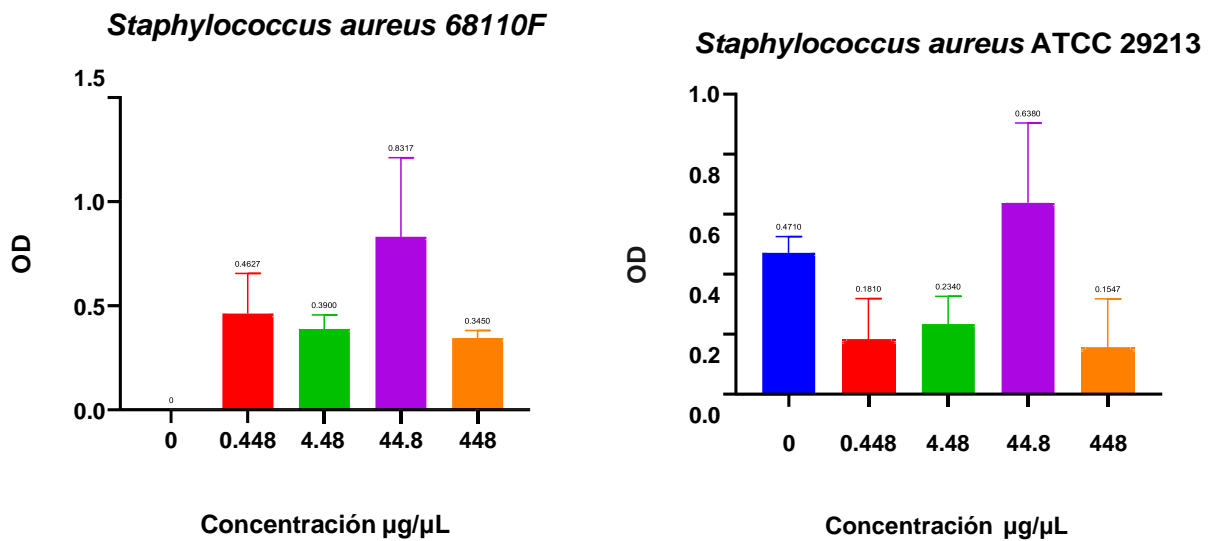 Staphylococcus aureus 68110F
1.5
1.0
0.5
0.0
OD
0
0.4627
0.3900
0.8317
0.3450
0 0.448 4.48 44.8 448
Concentración µg/µL
Staphylococcus aureus ATCC 29213
1.0
0.8
0.6
0.4
0.2
0.0
OD
0.4710
0.1810
0.2340
0.6380
0.1547
0 0.448 4.48 44.8 448
Concentración µg/µL